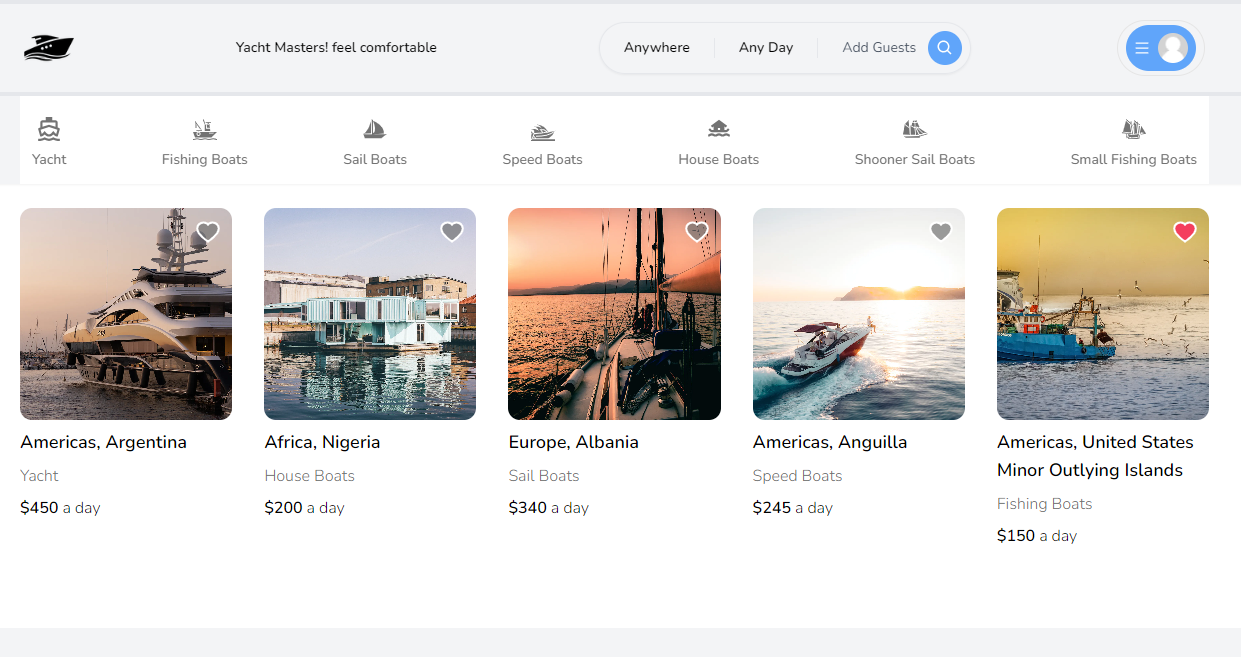 Yacht Masters! feel comfortable
Anywhere
Any Day
Add Guests
Yacht
Fishing Boats
Sail Boats
Speed Boats
House Boats
Shooner Sail Boats
Small Fishing Boats
Americas, Argentina
Yacht
$450 a day
Africa, Nigeria
House Boats
$200 a day
Europe, Albania
Sail Boats
$340 a day
Americas, Anguilla
Speed Boats
$245 a day
Americas, United States
Minor Outlying Islands
Fishing Boats
$150 a day